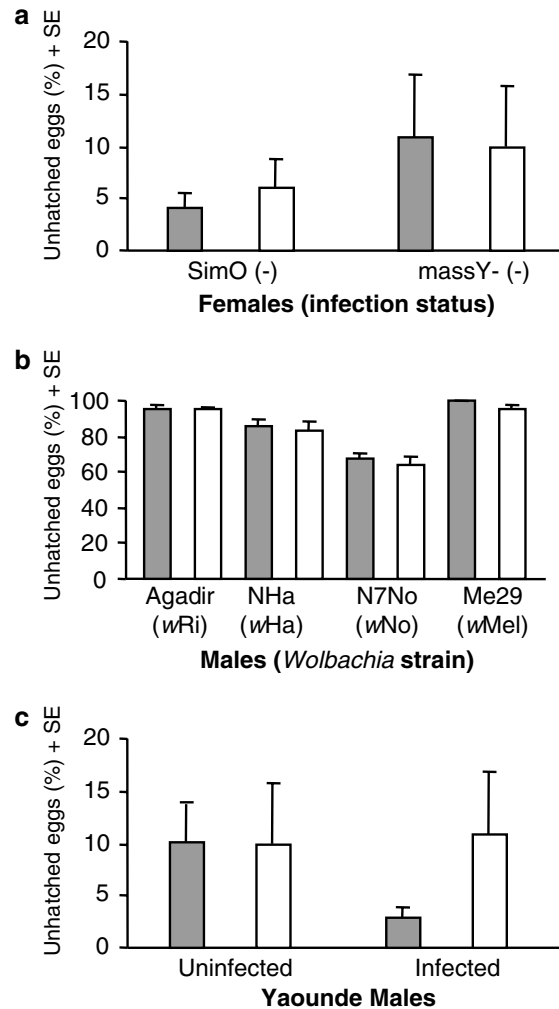 a
Unhatched eggs (%) + SE
20
15
10
5
0
SimO (-) massY- (-)
Females (infection status)
b
Unhatched eggs (%) + SE
100
80
60
40
20
0
Agadir NHa N7No Me29
(wRi) (wHa) (wNo) (wMel)
Males (Wolbachia strain)
c
Unhatched eggs (%) + SE
20
15
10
5
0
Uninfected Infected
Yaounde Males